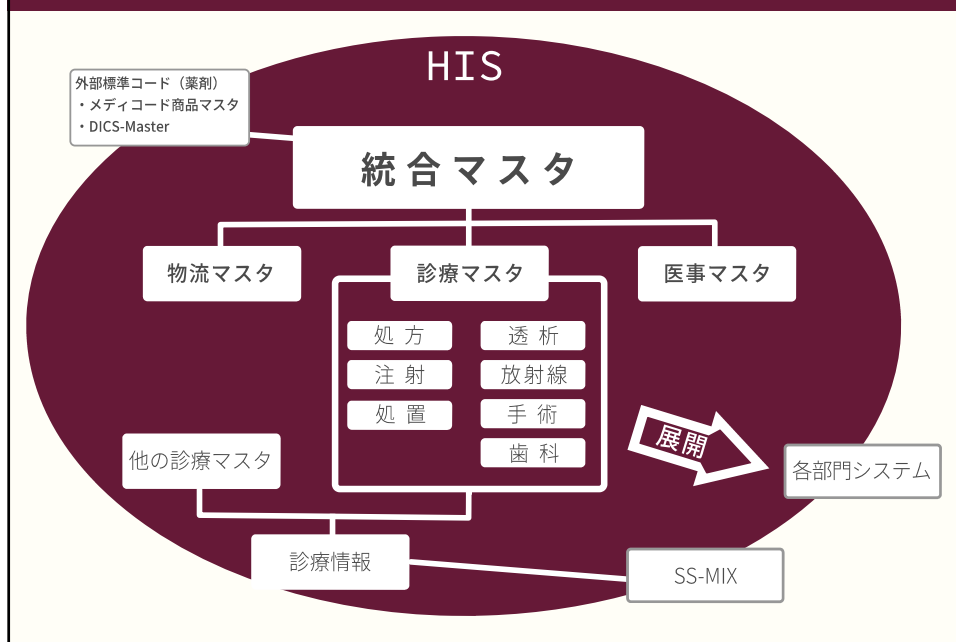 HIS
外部標準コード（薬剤）
・メディコード商品マスタ
・DICS-Master
統合マスタ
物流マスタ
診療マスタ
医事マスタ
処方
透析
注射
放射線
処置
手術
歯科
展開
他の診療マスタ
各部門システム
診療情報
SS-MIX